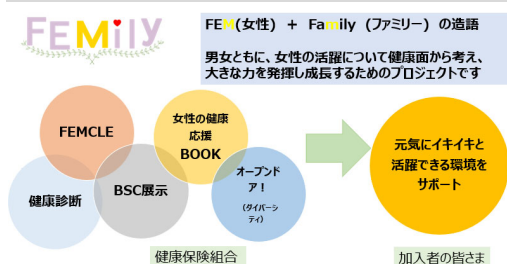 FEMily
FEM(女性) + Family (ファミリー) の造語
男女ともに、女性の活躍について健康面から考え、
大きな力を発揮し成長するためのプロジェクトです
FEMCLE
女性の健康
応援
BOOK
健康診断
BSC展示
オープンド
ア！
(ダイバーシ
ティ)
元気にイキイキと
活躍できる環境を
サポート
健康保険組合
加入者の皆さま